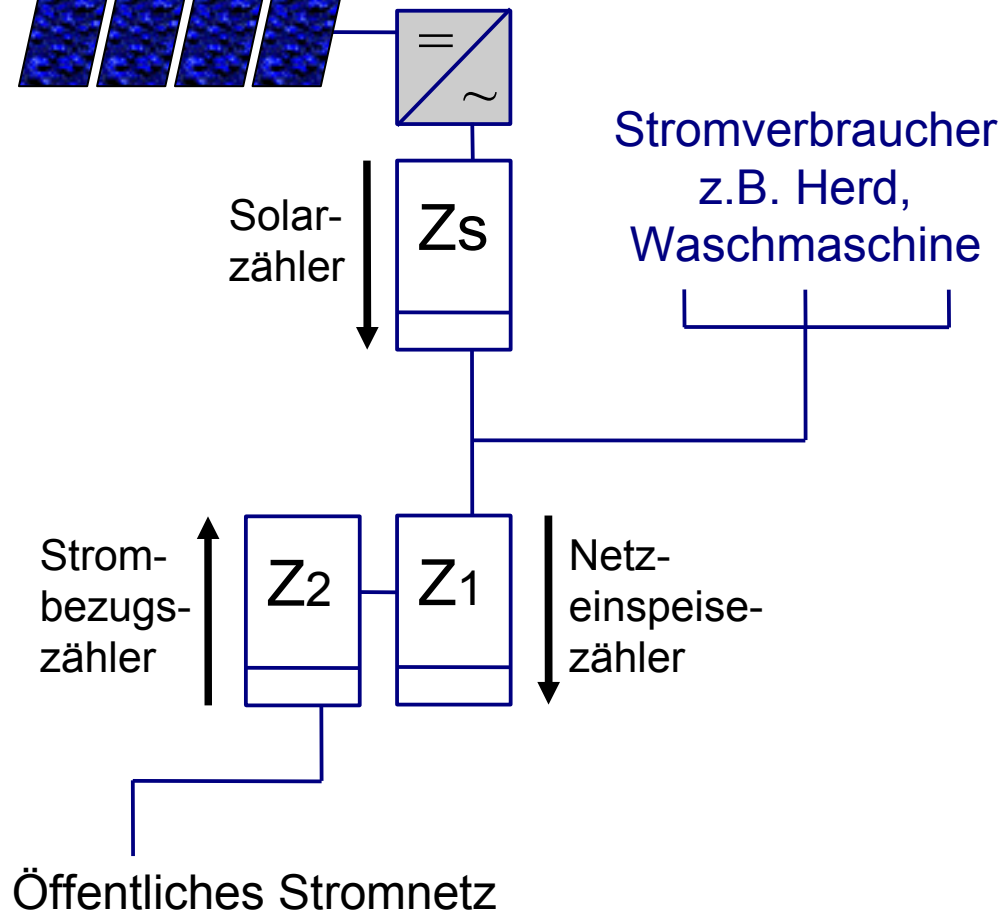 =
~
Stromverbraucher
z.B. Herd,
Waschmaschine
Solar-
zähler
Zs
Strom-
bezugs-
zähler
Z2
Z1
Netz-
einspeise-
zähler
Öffentliches Stromnetz